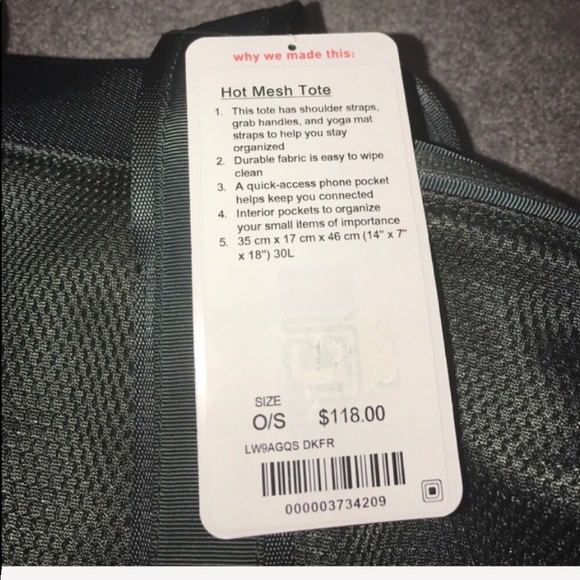 why we made this:
Hot Mesh Tote
1. This tote has shoulder straps,
grab handles, and yoga mat
straps to help you stay
organized
2. Durable fabric is easy to wipe
clean
3. A quick-access phone pocket
helps keep you connected
4. Interior pockets to organize
your small items of importance
5. 35 cm x 17 cm x 46 cm (14" x 7"
x 18") 30L
SIZE
O/S $118.00
LW9AGQS DKFR
000003734209